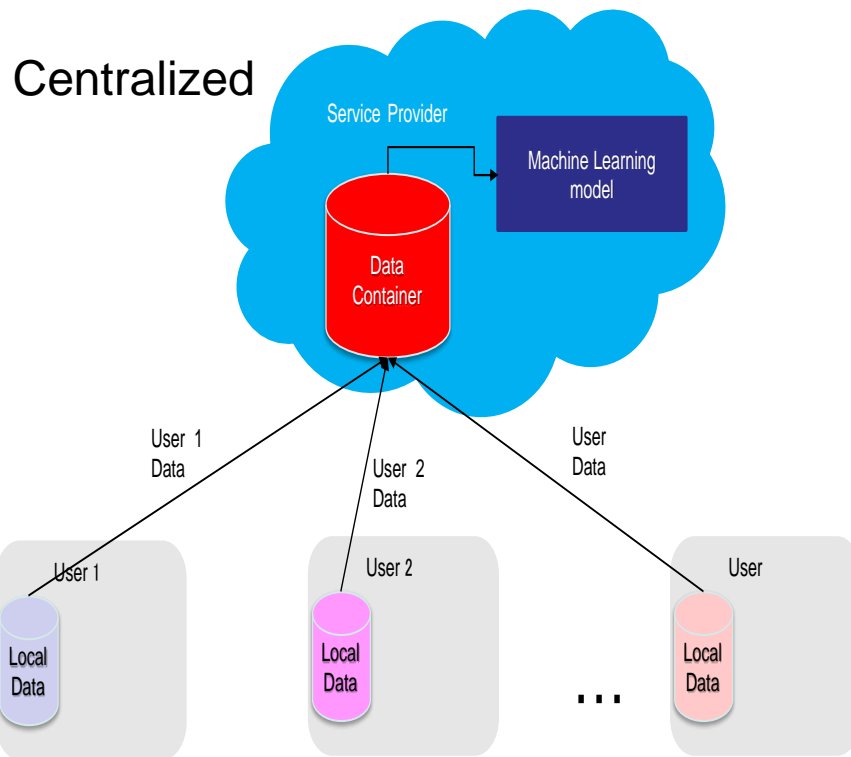 Centralized
Service Provider
Machine Learning
model
Data
Container
User 1
Data
User 2
Data
User
Data
User 1
User 2
User
Local
Data
Local
Data
...
Local
Data